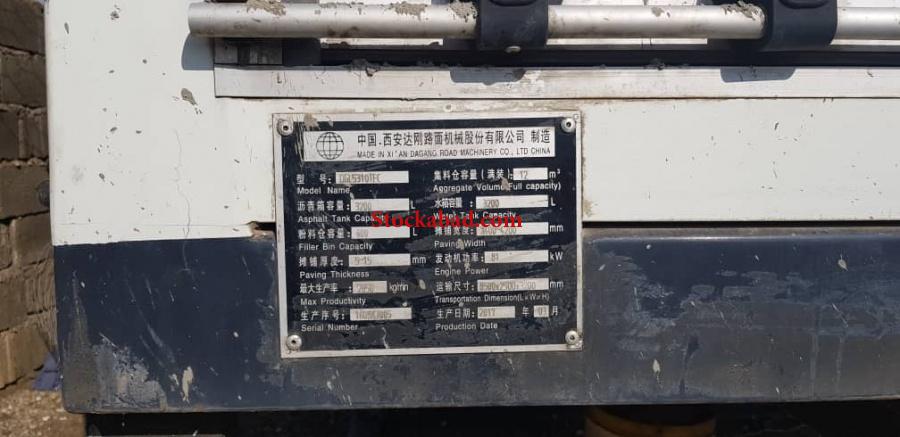 中国.西安达刚路面机械股份有限公司 制造
MADE IN XI'AN DAGANG ROAD MACHINERY CO., LTD CHINA
型 号: DGL5310TFC
Model Name
集料仓容量(满装): 12 m³
Aggregate Volume(Full capacity)
沥青箱容量: 3200 L
Asphalt Tank Capacity
水箱容量: 3200 L
Tank Capacity
Stockabad.com
粉料仓容量: L
Filler Bin Capacity
摊铺宽度: mm
Paving Width
摊铺厚度: 3-15 mm
Paving Thickness
发动机功率: 81 kW
Engine Power
最大生产率: kg/min
Max Productivity
运输尺寸: mm
Transportation Dimension(L×W×H)
生产序号:
Serial Number
生产日期: 2017 年 03 月
Production Date